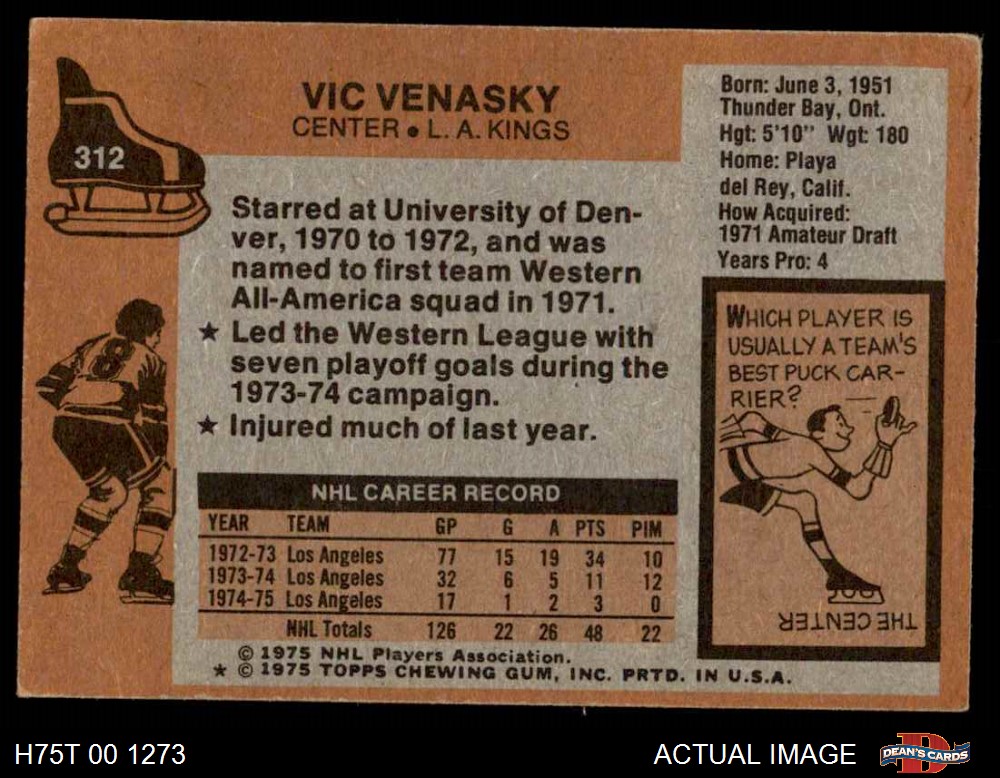 312
VIC VENASKY
CENTER • L. A. KINGS
Starred at University of Den-
ver, 1970 to 1972, and was
named to first team Western
All-America squad in 1971.
★ Led the Western League with
seven playoff goals during the
1973-74 campaign.
★ Injured much of last year.
8
NHL CAREER RECORD
YEAR TEAM GP G A PTS PIM
1972-73 Los Angeles 77 15 19 34 10
1973-74 Los Angeles 32 6 5 11 12
1974-75 Los Angeles 17 1 2 3 0
NHL Totals 126 22 26 48 22
© 1975 NHL Players Association.
★ © 1975 TOPPS CHEWING GUM, INC. PRTD. IN U.S.A.
Born: June 3, 1951
Thunder Bay, Ont.
Hgt: 5'10" Wgt: 180
Home: Playa
del Rey, Calif.
How Acquired:
1971 Amateur Draft
Years Pro: 4
WHICH PLAYER IS
USUALLY A TEAM'S
BEST PUCK CAR-
RIER?
THE CENTER
H75T 00 1273
ACTUAL IMAGE
D
DEAN'S CARDS